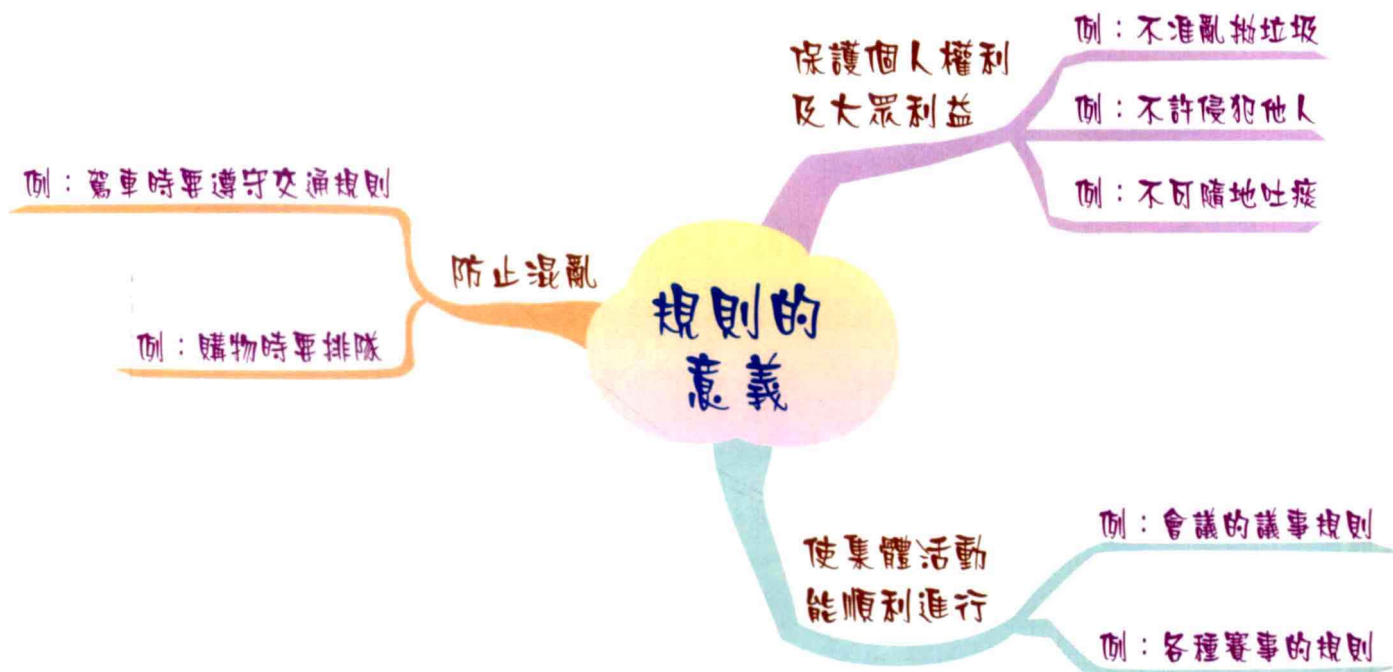 規則的
意義
保護個人權利
及大眾利益
例：不准亂拋垃圾
例：不許侵犯他人
例：不可隨地吐痰
防止混亂
例：駕車時要遵守交通規則
例：購物時要排隊
使集體活動
能順利進行
例：會議的議事規則
例：各種賽事的規則